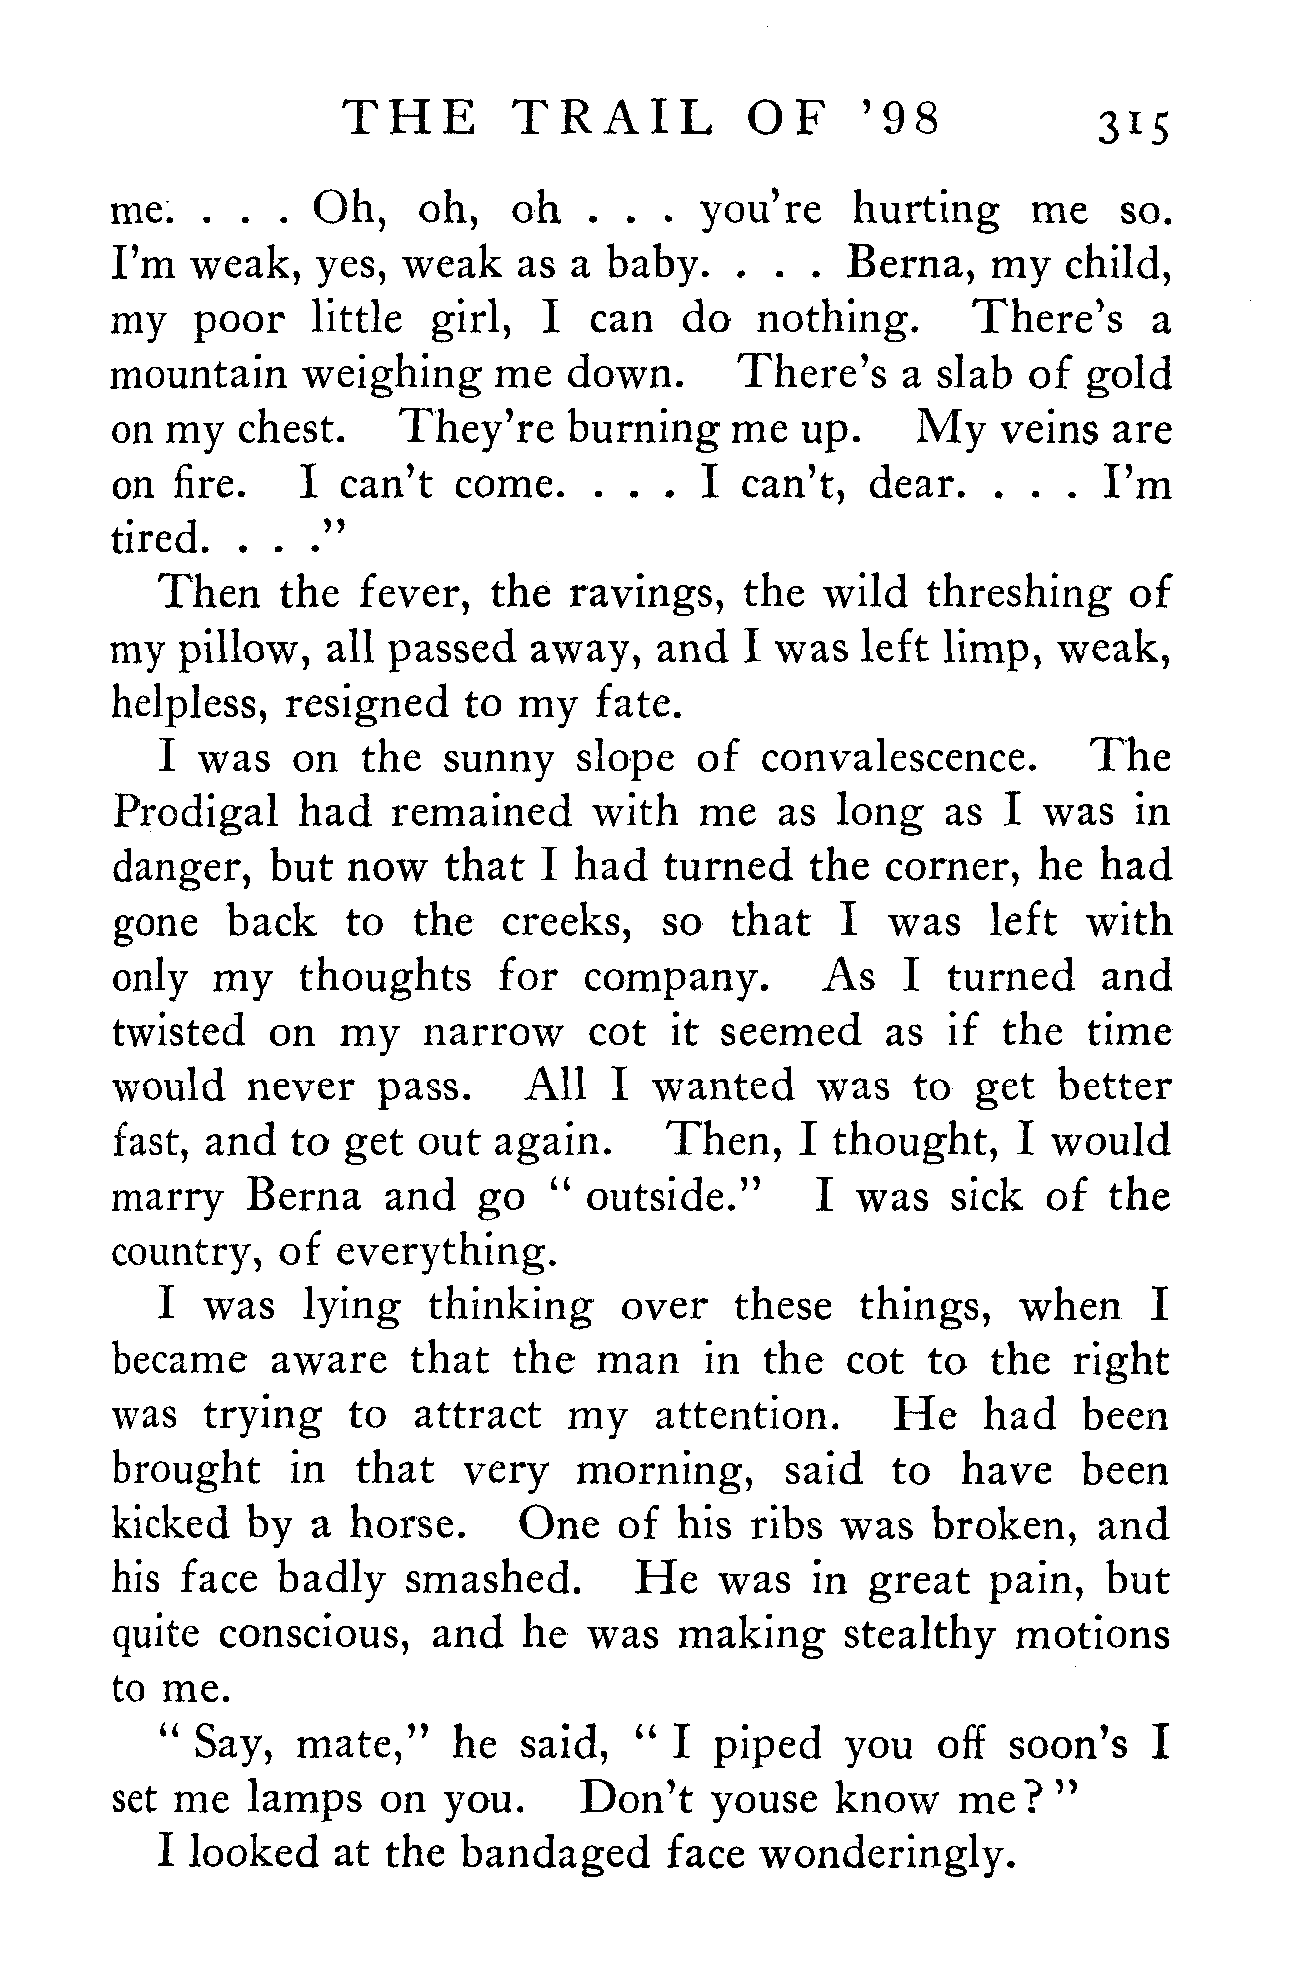 THE TRAIL OF '98 315
me. . . . Oh, oh, oh . . . you're hurting me so.
I'm weak, yes, weak as a baby. . . . Berna, my child,
my poor little girl, I can do nothing. There's a
mountain weighing me down. There's a slab of gold
on my chest. They're burning me up. My veins are
on fire. I can't come. . . . I can't, dear. . . . I'm
tired. . . ."
Then the fever, the ravings, the wild threshing of
my pillow, all passed away, and I was left limp, weak,
helpless, resigned to my fate.
I was on the sunny slope of convalescence. The
Prodigal had remained with me as long as I was in
danger, but now that I had turned the corner, he had
gone back to the creeks, so that I was left with
only my thoughts for company. As I turned and
twisted on my narrow cot it seemed as if the time
would never pass. All I wanted was to get better
fast, and to get out again. Then, I thought, I would
marry Berna and go " outside." I was sick of the
country, of everything.
I was lying thinking over these things, when I
became aware that the man in the cot to the right
was trying to attract my attention. He had been
brought in that very morning, said to have been
kicked by a horse. One of his ribs was broken, and
his face badly smashed. He was in great pain, but
quite conscious, and he was making stealthy motions
to me.
" Say, mate," he said, " I piped you off soon's I
set me lamps on you. Don't youse know me? "
I looked at the bandaged face wonderingly.